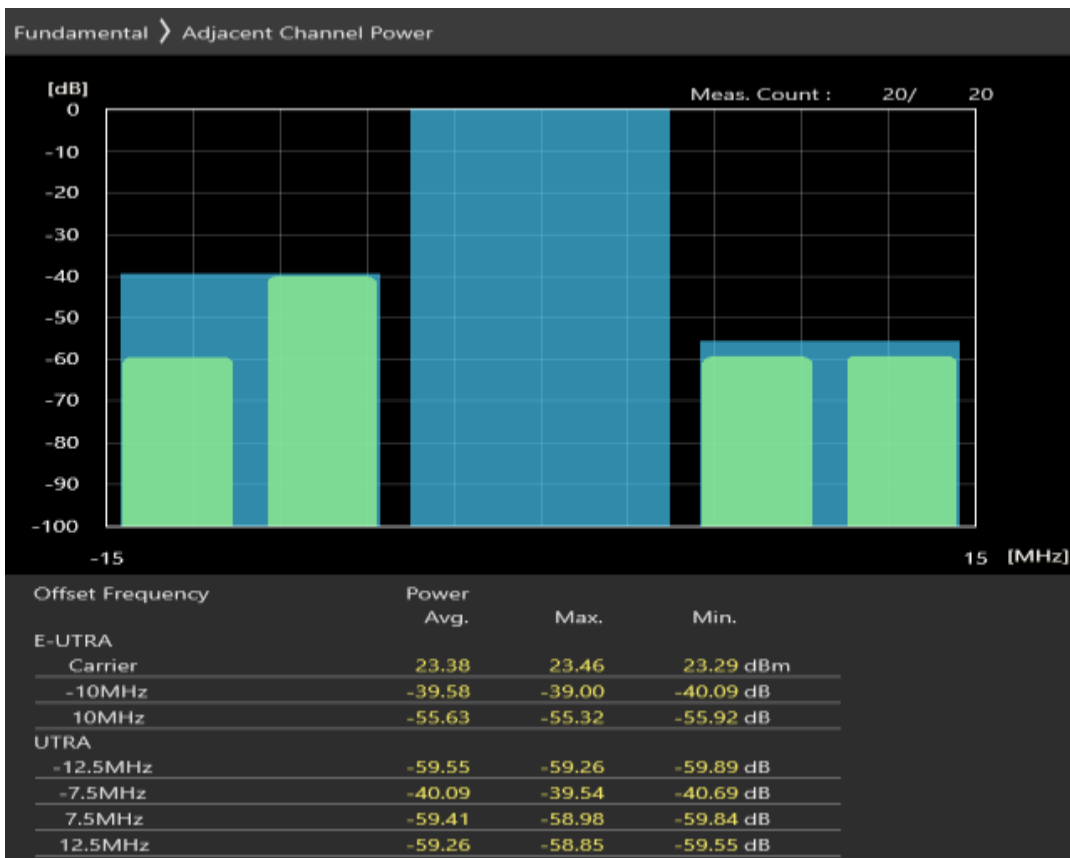 Fundamental 〉 Adjacent Channel Power
[dB]
Meas. Count : 20/ 20
0
-10
-20
-30
-40
-50
-60
-70
-80
-90
-100
-15 15 [MHz]
Offset Frequency Power
Avg. Max. Min.
E-UTRA
Carrier 23.38 23.46 23.29 dBm
-10MHz -39.58 -39.00 -40.09 dB
10MHz -55.63 -55.32 -55.92 dB
UTRA
-12.5MHz -59.55 -59.26 -59.89 dB
-7.5MHz -40.09 -39.54 -40.69 dB
7.5MHz -59.41 -58.98 -59.84 dB
12.5MHz -59.26 -58.85 -59.55 dB